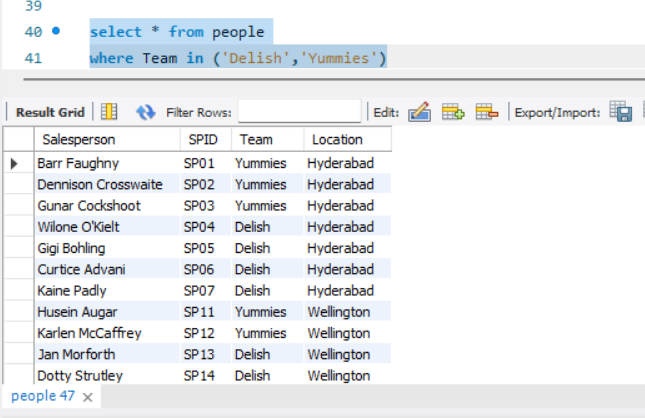 39
40 select * from people
41 where Team in ('Delish','Yummies')
Result Grid Filter Rows: Edit: Export/Import:
Salesperson SPID Team Location
Barr Faughny SP01 Yummies Hyderabad
Dennison Crosswaite SP02 Yummies Hyderabad
Gunar Cockshoot SP03 Yummies Hyderabad
Wilone O'Kielt SP04 Delish Hyderabad
Gigi Bohling SP05 Delish Hyderabad
Curtice Advani SP06 Delish Hyderabad
Kaine Padly SP07 Delish Hyderabad
Husein Augar SP11 Yummies Wellington
Karlen McCaffrey SP12 Yummies Wellington
Jan Morforth SP13 Delish Wellington
Dotty Strutley SP14 Delish Wellington
people 47